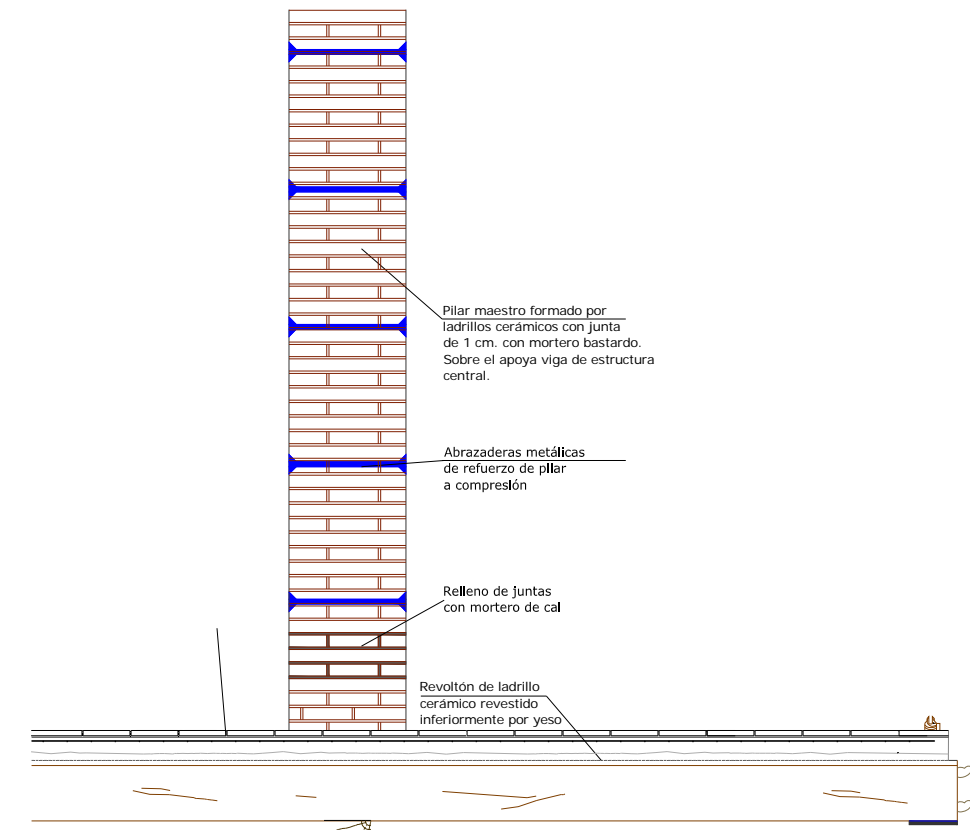 Pilar maestro formado por
ladrillos cerámicos con junta
de 1 cm. con mortero bastardo.
Sobre el apoya viga de estructura
central.
Abrazaderas metálicas
de refuerzo de pilar
a compresión
Relleno de juntas
con mortero de cal
Revoltón de ladrillo
cerámico revestido
inferiormente por yeso